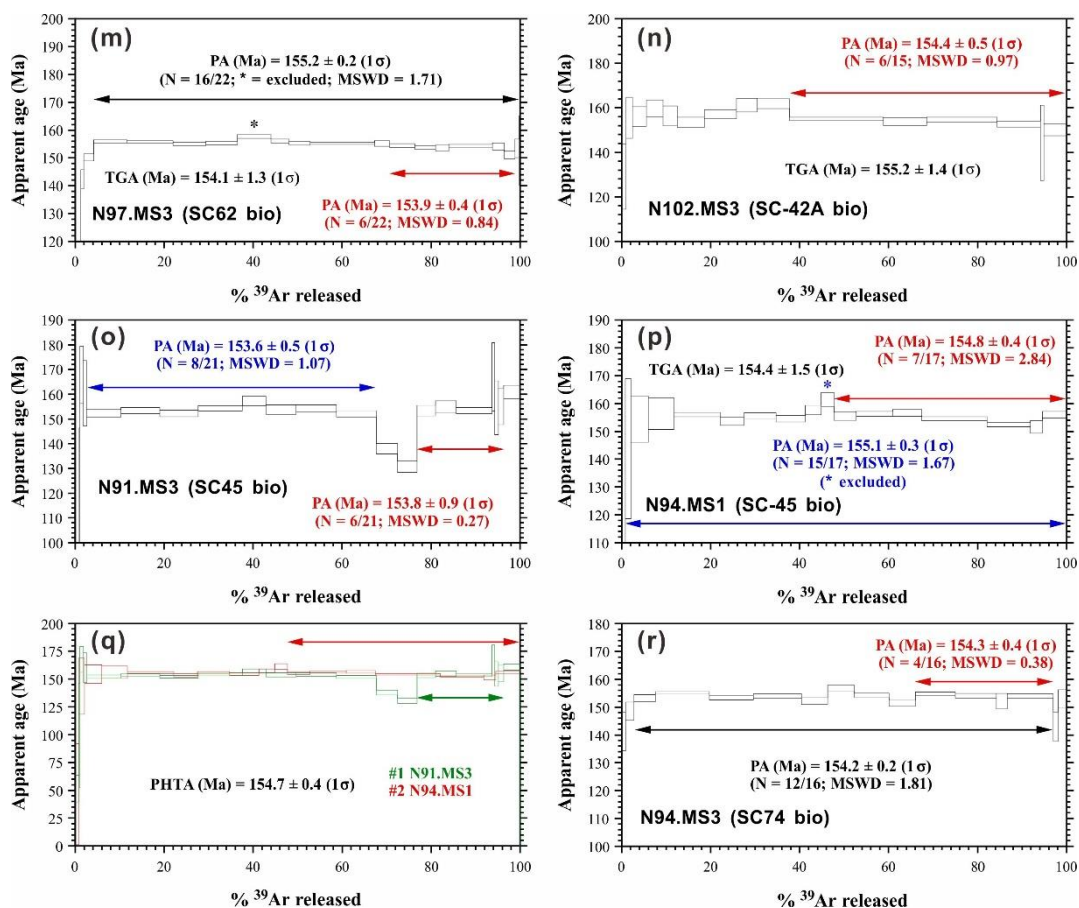 (m)
PA (Ma) = 155.2 ± 0.2 (1σ)
(N = 16/22; * = excluded; MSWD = 1.71)
*
TGA (Ma) = 154.1 ± 1.3 (1σ)
N97.MS3 (SC62 bio)
PA (Ma) = 153.9 ± 0.4 (1σ)
(N = 6/22; MSWD = 0.84)
Apparent age (Ma)
200
190
180
170
160
150
140
130
120
0 20 40 60 80 100
% ³⁹Ar released
(n)
PA (Ma) = 154.4 ± 0.5 (1σ)
(N = 6/15; MSWD = 0.97)
TGA (Ma) = 155.2 ± 1.4 (1σ)
N102.MS3 (SC-42A bio)
Apparent age (Ma)
200
180
160
140
120
100
0 20 40 60 80 100
% ³⁹Ar released
(o)
PA (Ma) = 153.6 ± 0.5 (1σ)
(N = 8/21; MSWD = 1.07)
N91.MS3 (SC45 bio)
PA (Ma) = 153.8 ± 0.9 (1σ)
(N = 6/21; MSWD = 0.27)
Apparent age (Ma)
190
180
170
160
150
140
130
120
110
100
0 20 40 60 80 100
% ³⁹Ar released
(p)
PA (Ma) = 154.8 ± 0.4 (1σ)
(N = 7/17; MSWD = 2.84)
TGA (Ma) = 154.4 ± 1.5 (1σ)
*
PA (Ma) = 155.1 ± 0.3 (1σ)
(N = 15/17; MSWD = 1.67)
(* excluded)
N94.MS1 (SC-45 bio)
Apparent age (Ma)
190
180
170
160
150
140
130
120
110
0 20 40 60 80 100
% ³⁹Ar released
(q)
PHTA (Ma) = 154.7 ± 0.4 (1σ)
#1 N91.MS3
#2 N94.MS1
Apparent age (Ma)
200
175
150
125
100
75
50
25
0
0 20 40 60 80 100
% ³⁹Ar released
(r)
PA (Ma) = 154.3 ± 0.4 (1σ)
(N = 4/16; MSWD = 0.38)
PA (Ma) = 154.2 ± 0.2 (1σ)
(N = 12/16; MSWD = 1.81)
N94.MS3 (SC74 bio)
Apparent age (Ma)
180
170
160
150
140
130
120
110
100
0 20 40 60 80 100
% ³⁹Ar released